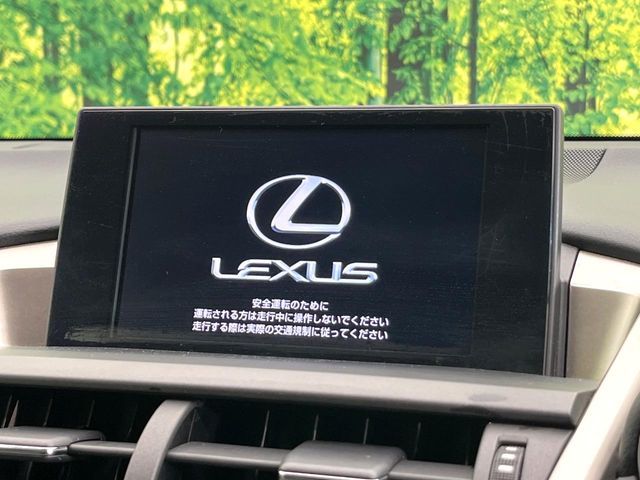 LEXUS
安全運転のために
運転される方は走行中に操作しないでください
走行する際は実際の交通規制に従ってください